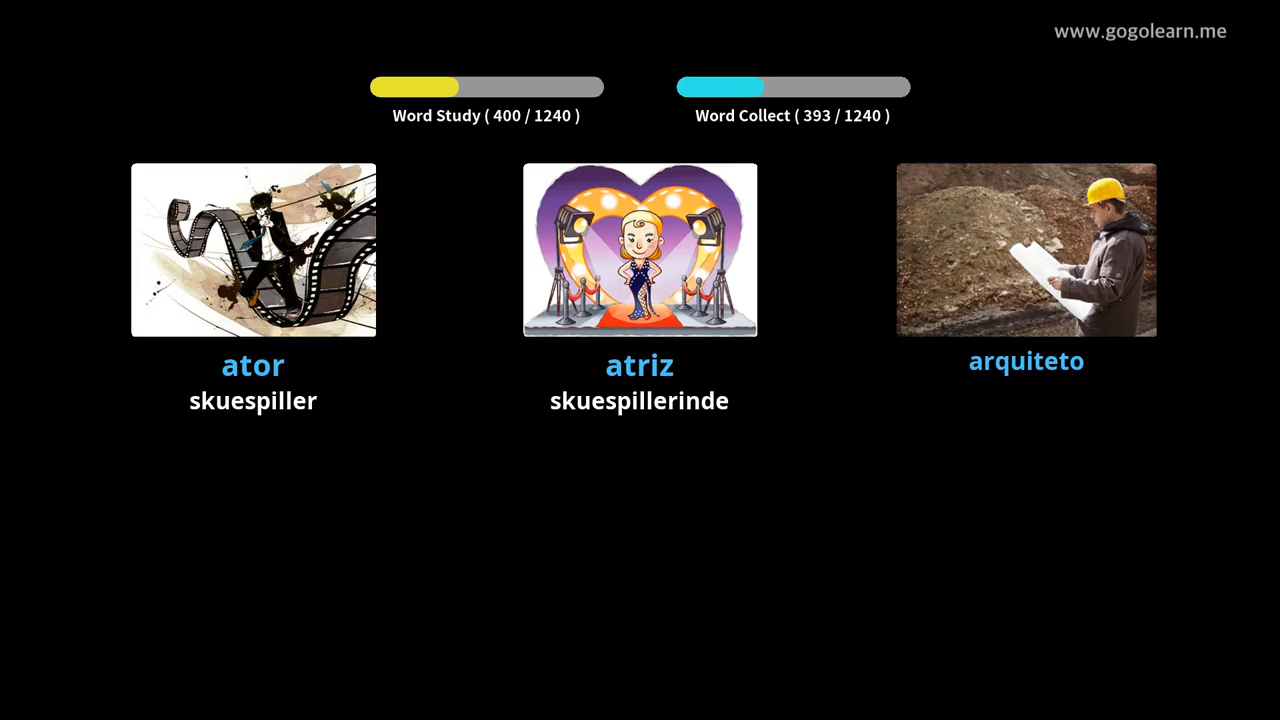 www.gogolearn.me
Word Study ( 400 / 1240 )
Word Collect ( 393 / 1240 )
ator
atriz
arquiteto
skuespiller
skuespillerinde